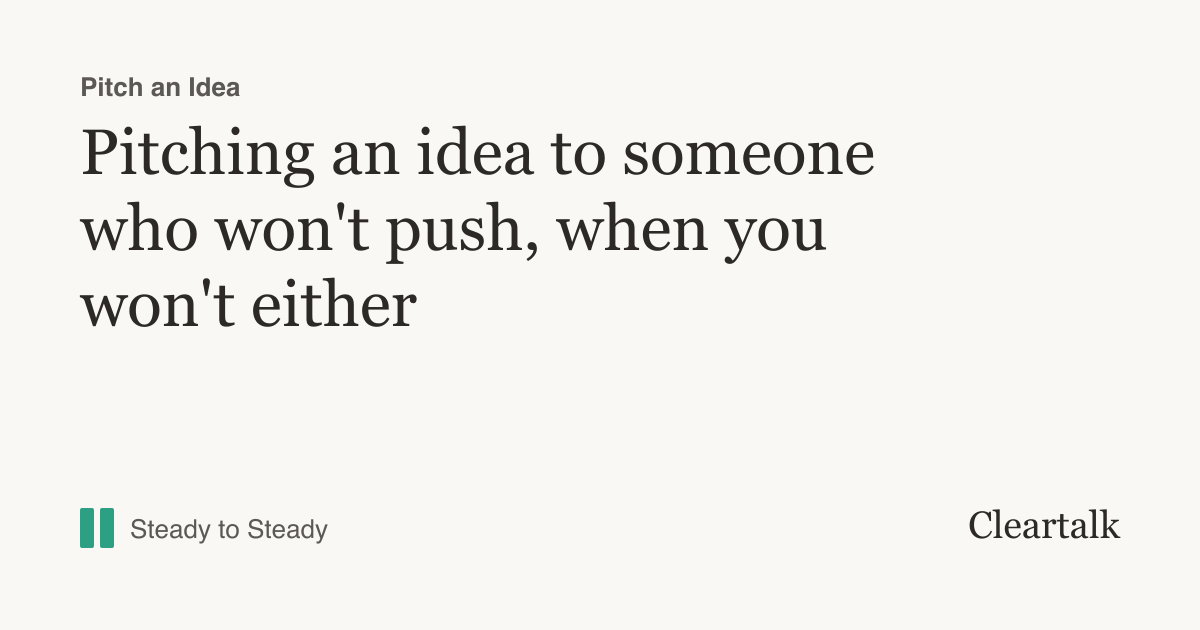 Pitch an Idea
Pitching an idea to someone
who won't push, when you
won't either
Steady to Steady
Cleartalk